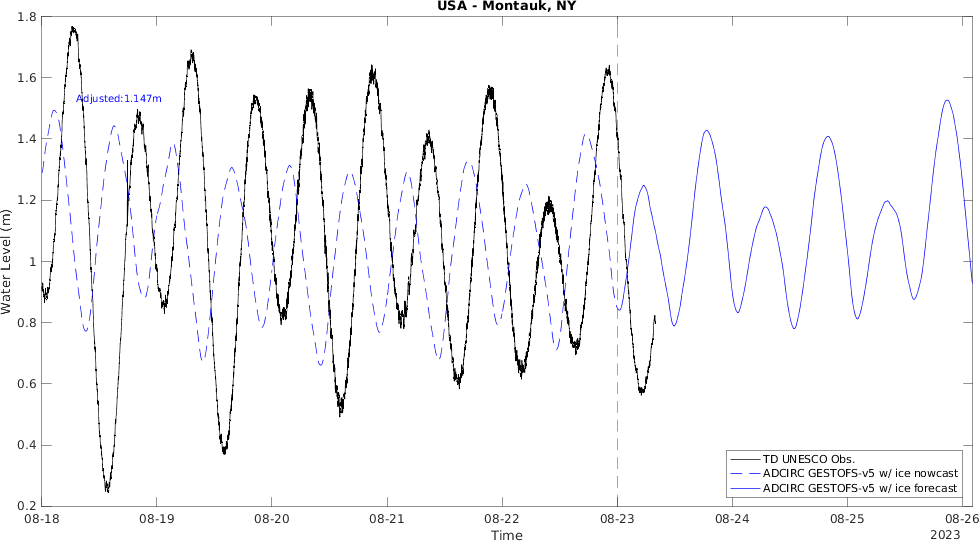 USA - Montauk, NY
1.8
1.6
1.4
1.2
1
0.8
0.6
0.4
0.2
Water Level (m)
Adjusted:1.147m
TD UNESCO Obs.
ADCIRC GESTOFS-v5 w/ ice nowcast
ADCIRC GESTOFS-v5 w/ ice forecast
08-18 08-19 08-20 08-21 08-22 08-23 08-24 08-25 08-26
Time
2023